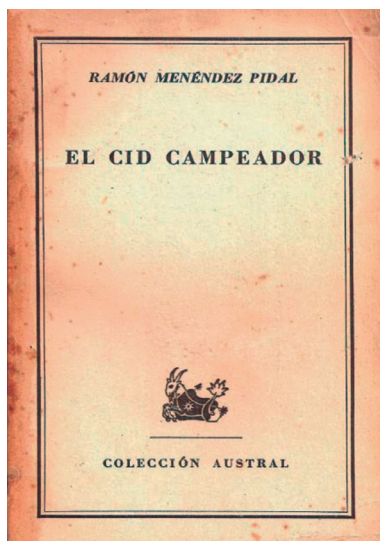 RAMÓN MENÉNDEZ PIDAL
EL CID CAMPEADOR
COLECCIÓN AUSTRAL